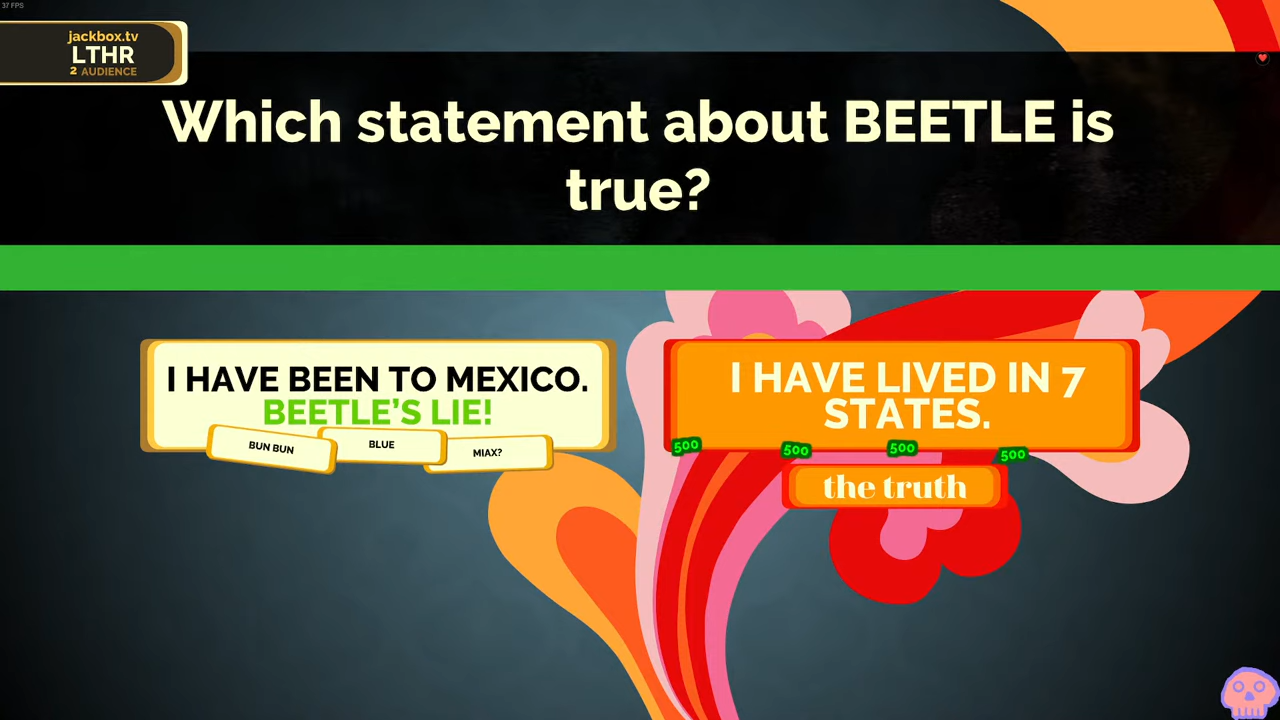 37 FPS
jackbox.tv
LTHR
2 AUDIENCE
Which statement about BEETLE is
true?
I HAVE BEEN TO MEXICO.
BEETLE'S LIE!
BUN BUN
BLUE
MIAX?
I HAVE LIVED IN 7
STATES.
500
500
500
500
the truth